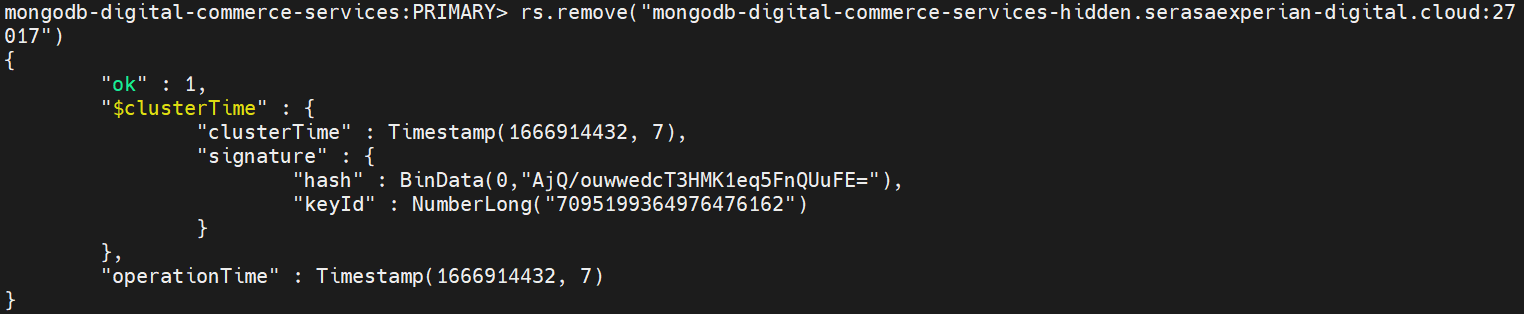 mongodb-digital-commerce-services:PRIMARY> rs.remove("mongodb-digital-commerce-services-hidden.serasaexperian-digital.cloud:27
017")
{
        "ok" : 1,
        "$clusterTime" : {
                "clusterTime" : Timestamp(1666914432, 7),
                "signature" : {
                        "hash" : BinData(0,"AjQ/ouwwedcT3HMK1eq5FnQUuFE="),
                        "keyId" : NumberLong("7095199364976476162")
                }
        },
        "operationTime" : Timestamp(1666914432, 7)
}